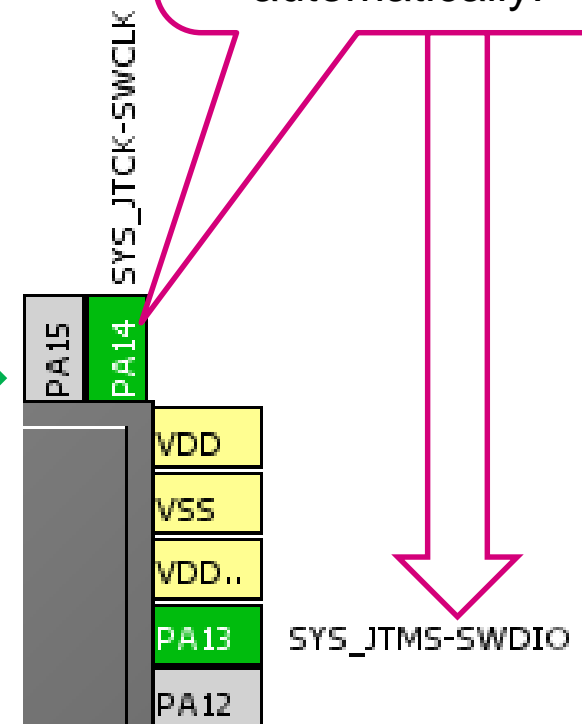 automatically.
SYS_JTCK-SWCLK
PA15
PA14
VDD
VSS
VDD..
PA13 SYS_JTMS-SWDIO
PA12